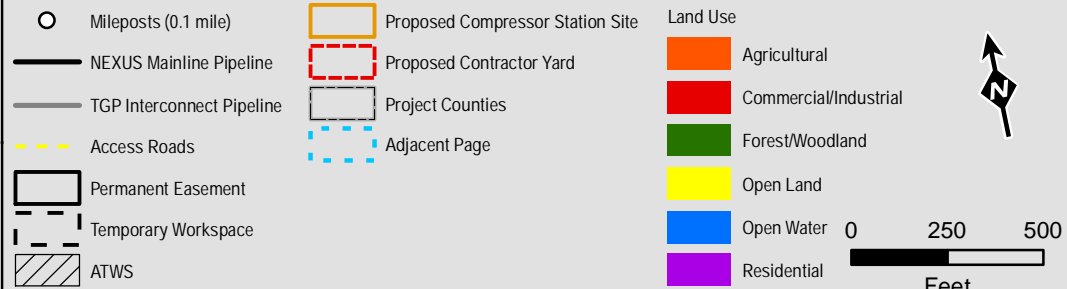 Mileposts (0.1 mile)
NEXUS Mainline Pipeline
TGP Interconnect Pipeline
Access Roads
Permanent Easement
Temporary Workspace
ATWS
Proposed Compressor Station Site
Proposed Contractor Yard
Project Counties
Adjacent Page
Land Use
Agricultural
Commercial/Industrial
Forest/Woodland
Open Land
Open Water
Residential
N
0 250 500
Feet